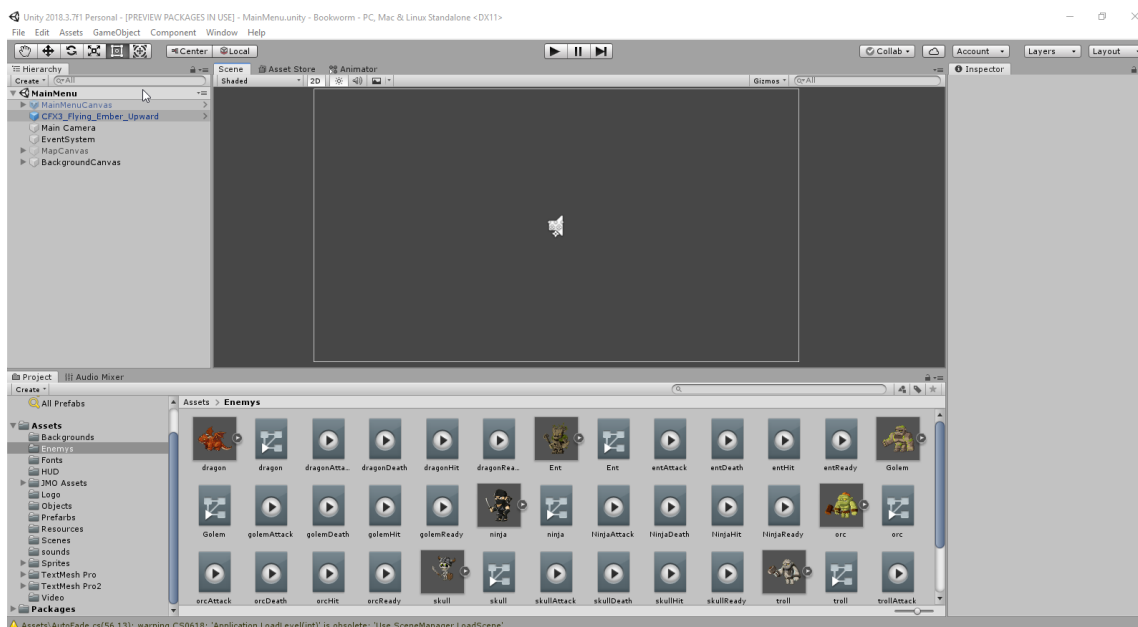 Unity 2018.3.7f1 Personal - [PREVIEW PACKAGES IN USE] - MainMenu.unity - Bookworm - PC, Mac & Linux Standalone <DX11>
File Edit Assets GameObject Component Window Help
Center Local Collab Account Layers Layout
Hierarchy Scene Asset Store Animator Inspector
Create All Shaded 2D Gizmos All
MainMenu
MainMenuCanvas
CFX3_Flying_Ember_Upward
Main Camera
EventSystem
MapCanvas
BackgroundCanvas
Project Audio Mixer
Create
All Prefabs
Assets
Backgrounds
Enemys
Fonts
HUD
JMO Assets
Logo
Objects
Prefarbs
Resources
Scenes
sounds
Sprites
TextMesh Pro
TextMesh Pro2
Video
Packages
Assets > Enemys
dragon dragon dragonAtta... dragonDeath dragonHit dragonRea... Ent Ent entAttack entDeath entHit entReady Golem
Golem golemAttack golemDeath golemHit golemReady ninja ninja NinjaAttack NinjaDeath NinjaHit NinjaReady orc orc
orcAttack orcDeath orcHit orcReady skull skull skullAttack skullDeath skullHit skullReady troll troll trollAttack
Assets\AutoFade.cs(56,13): warning CS0618: 'Application.LoadLevel(int)' is obsolete: 'Use SceneManager.LoadScene'